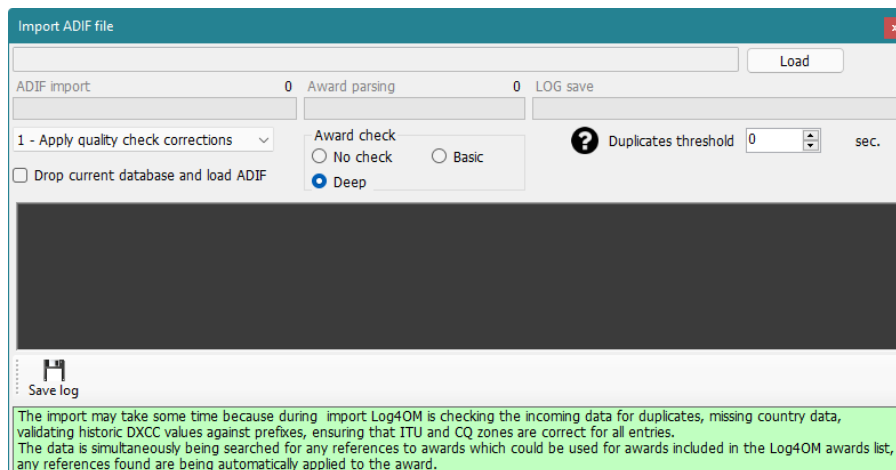 Import ADIF file
Load
ADIF import 0 Award parsing 0 LOG save
1 - Apply quality check corrections
Award check
No check Basic
Deep
? Duplicates threshold 0 sec.
Drop current database and load ADIF
Save log
The import may take some time because during import Log4OM is checking the incoming data for duplicates, missing country data,
validating historic DXCC values against prefixes, ensuring that ITU and CQ zones are correct for all entries.
The data is simultaneously being searched for any references to awards which could be used for awards included in the Log4OM awards list,
any references found are being automatically applied to the award.